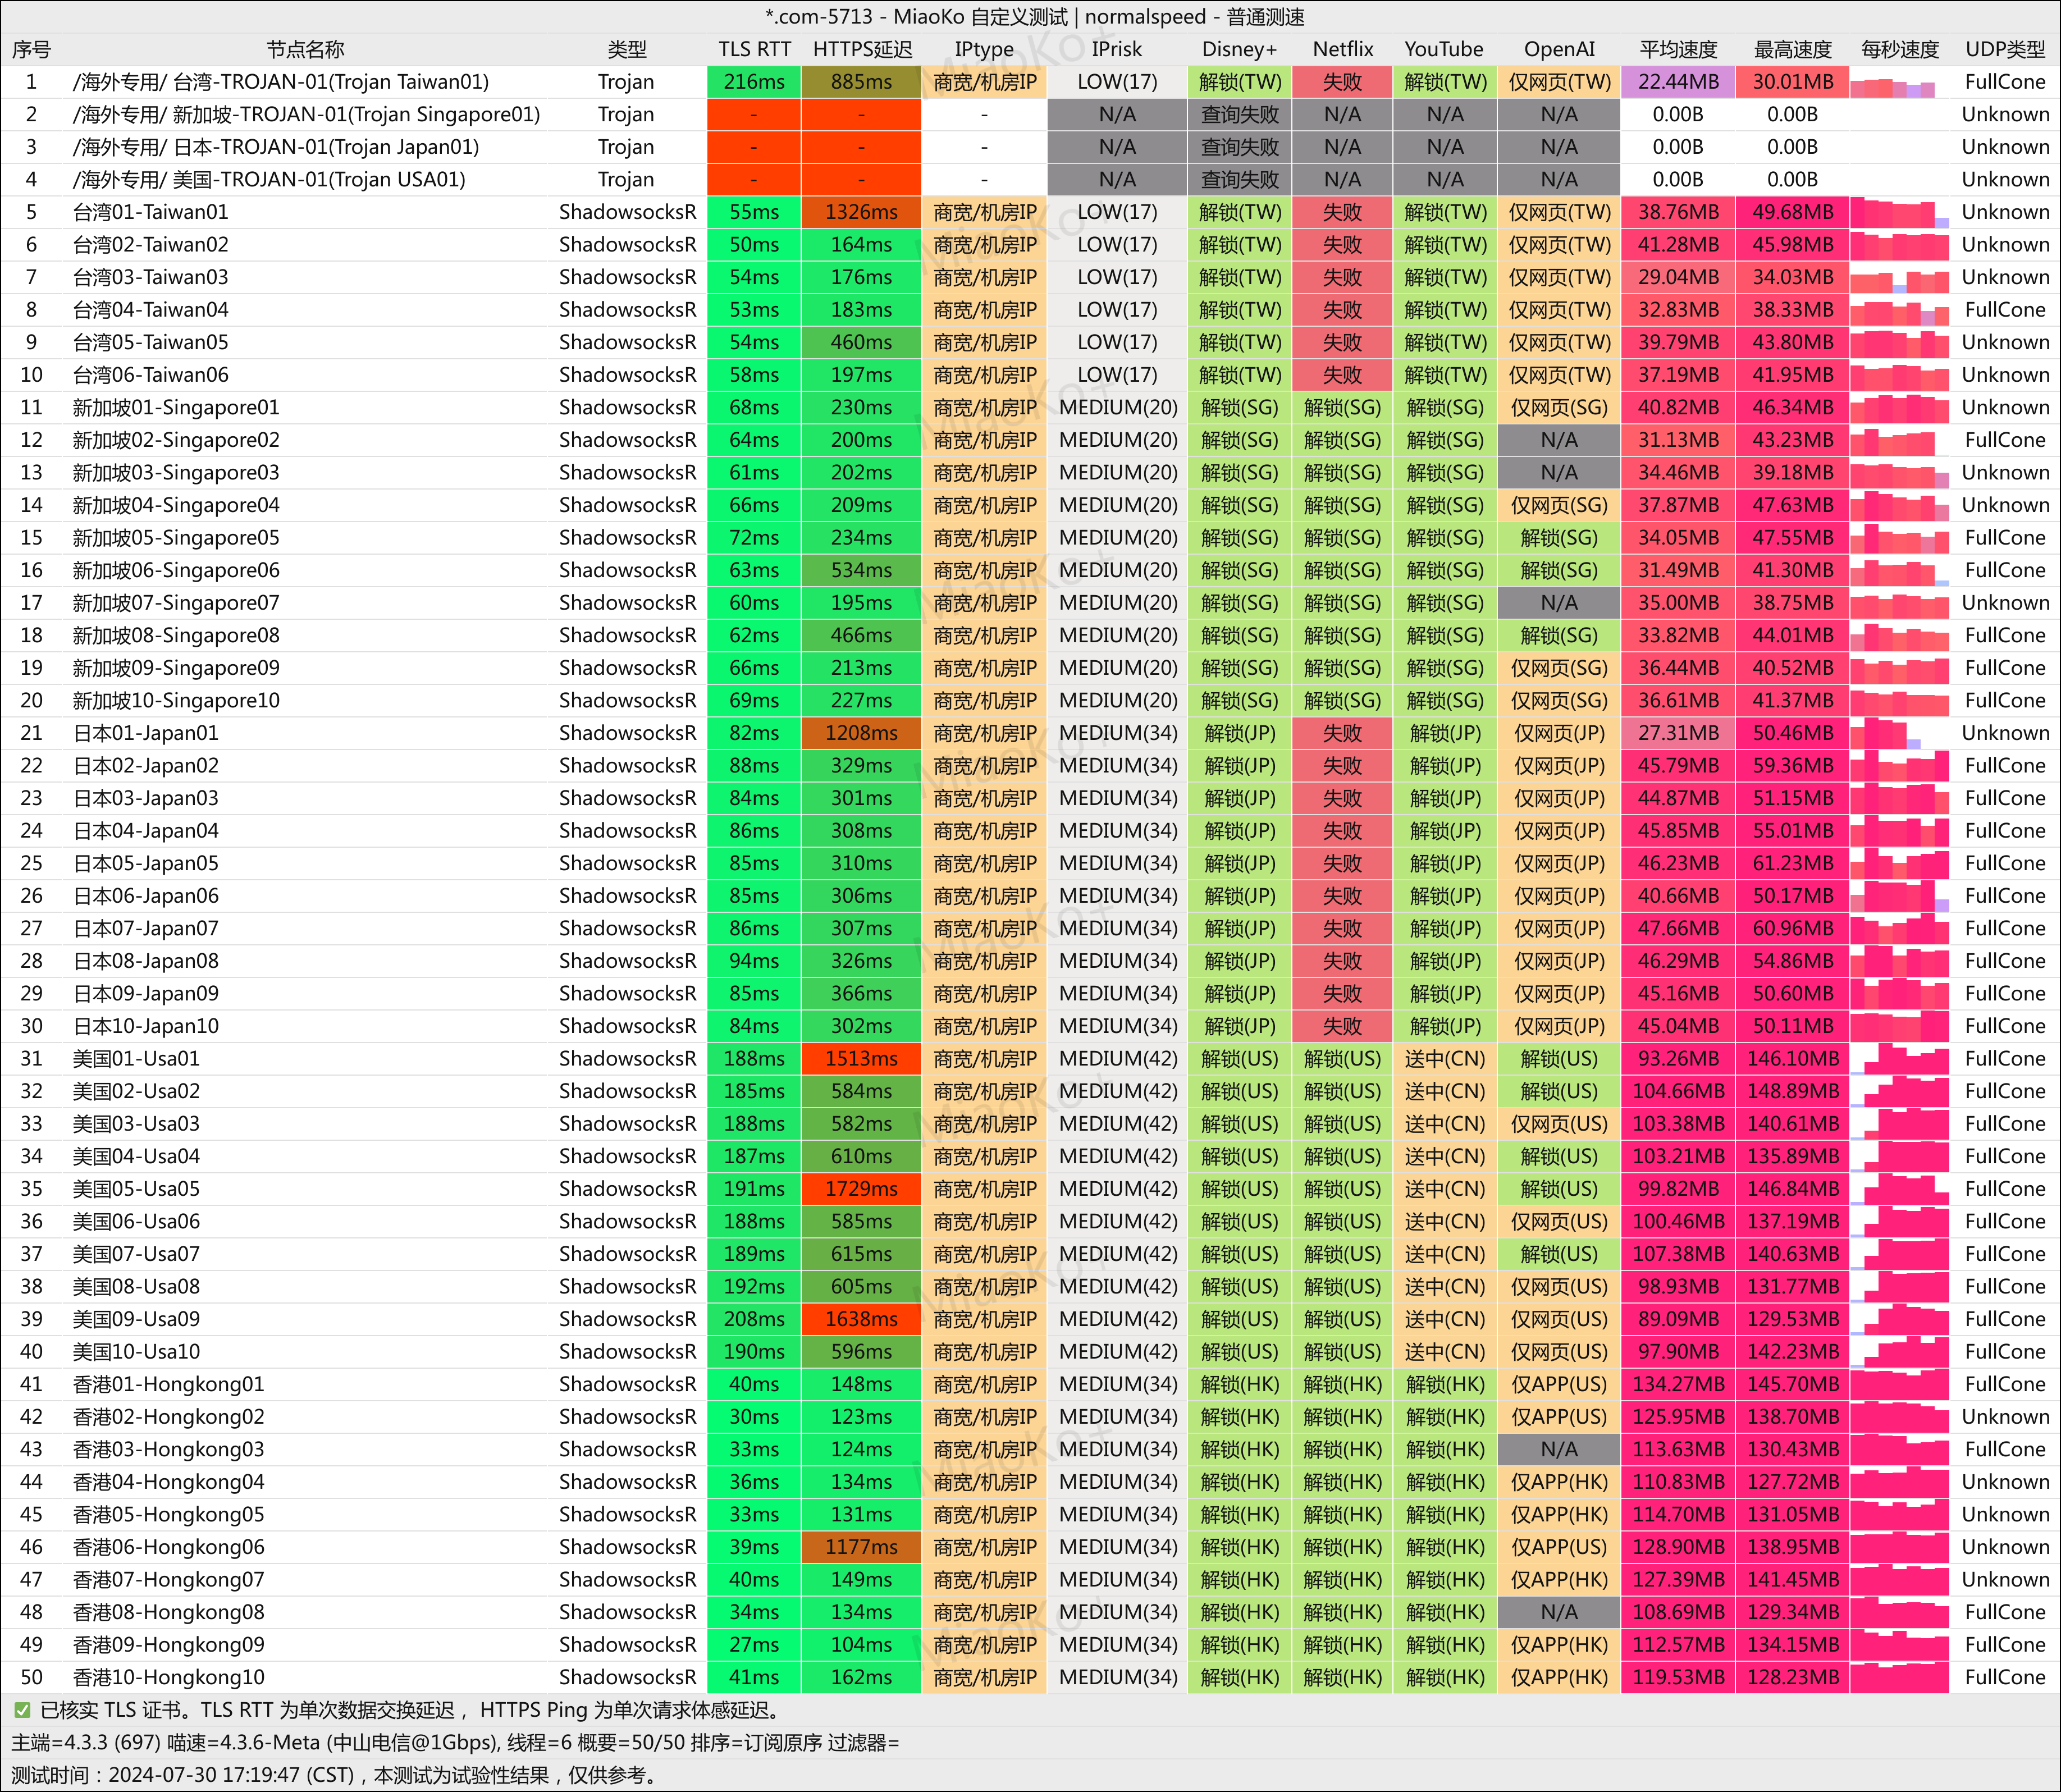 *.com-5713 - MiaoKo 自定义测试 | normalspeed - 普通测速
序号 节点名称 类型 TLS RTT HTTPS延迟 IPtype IPrisk Disney+ Netflix YouTube OpenAI 平均速度 最高速度 每秒速度 UDP类型
1 /海外专用/ 台湾-TROJAN-01(Trojan Taiwan01) Trojan 216ms 885ms 商宽/机房IP LOW(17) 解锁(TW) 失败 解锁(TW) 仅网页(TW) 22.44MB 30.01MB FullCone
2 /海外专用/ 新加坡-TROJAN-01(Trojan Singapore01) Trojan - - - N/A 查询失败 N/A N/A N/A 0.00B 0.00B Unknown
3 /海外专用/ 日本-TROJAN-01(Trojan Japan01) Trojan - - - N/A 查询失败 N/A N/A N/A 0.00B 0.00B Unknown
4 /海外专用/ 美国-TROJAN-01(Trojan USA01) Trojan - - - N/A 查询失败 N/A N/A N/A 0.00B 0.00B Unknown
5 台湾01-Taiwan01 ShadowsocksR 55ms 1326ms 商宽/机房IP LOW(17) 解锁(TW) 失败 解锁(TW) 仅网页(TW) 38.76MB 49.68MB Unknown
6 台湾02-Taiwan02 ShadowsocksR 50ms 164ms 商宽/机房IP LOW(17) 解锁(TW) 失败 解锁(TW) 仅网页(TW) 41.28MB 45.98MB Unknown
7 台湾03-Taiwan03 ShadowsocksR 54ms 176ms 商宽/机房IP LOW(17) 解锁(TW) 失败 解锁(TW) 仅网页(TW) 29.04MB 34.03MB Unknown
8 台湾04-Taiwan04 ShadowsocksR 53ms 183ms 商宽/机房IP LOW(17) 解锁(TW) 失败 解锁(TW) 仅网页(TW) 32.83MB 38.33MB FullCone
9 台湾05-Taiwan05 ShadowsocksR 54ms 460ms 商宽/机房IP LOW(17) 解锁(TW) 失败 解锁(TW) 仅网页(TW) 39.79MB 43.80MB Unknown
10 台湾06-Taiwan06 ShadowsocksR 58ms 197ms 商宽/机房IP LOW(17) 解锁(TW) 失败 解锁(TW) 仅网页(TW) 37.19MB 41.95MB Unknown
11 新加坡01-Singapore01 ShadowsocksR 68ms 230ms 商宽/机房IP MEDIUM(20) 解锁(SG) 解锁(SG) 解锁(SG) 仅网页(SG) 40.82MB 46.34MB Unknown
12 新加坡02-Singapore02 ShadowsocksR 64ms 200ms 商宽/机房IP MEDIUM(20) 解锁(SG) 解锁(SG) 解锁(SG) N/A 31.13MB 43.23MB FullCone
13 新加坡03-Singapore03 ShadowsocksR 61ms 202ms 商宽/机房IP MEDIUM(20) 解锁(SG) 解锁(SG) 解锁(SG) N/A 34.46MB 39.18MB Unknown
14 新加坡04-Singapore04 ShadowsocksR 66ms 209ms 商宽/机房IP MEDIUM(20) 解锁(SG) 解锁(SG) 解锁(SG) 仅网页(SG) 37.87MB 47.63MB Unknown
15 新加坡05-Singapore05 ShadowsocksR 72ms 234ms 商宽/机房IP MEDIUM(20) 解锁(SG) 解锁(SG) 解锁(SG) 解锁(SG) 34.05MB 47.55MB FullCone
16 新加坡06-Singapore06 ShadowsocksR 63ms 534ms 商宽/机房IP MEDIUM(20) 解锁(SG) 解锁(SG) 解锁(SG) 解锁(SG) 31.49MB 41.30MB FullCone
17 新加坡07-Singapore07 ShadowsocksR 60ms 195ms 商宽/机房IP MEDIUM(20) 解锁(SG) 解锁(SG) 解锁(SG) N/A 35.00MB 38.75MB Unknown
18 新加坡08-Singapore08 ShadowsocksR 62ms 466ms 商宽/机房IP MEDIUM(20) 解锁(SG) 解锁(SG) 解锁(SG) 解锁(SG) 33.82MB 44.01MB FullCone
19 新加坡09-Singapore09 ShadowsocksR 66ms 213ms 商宽/机房IP MEDIUM(20) 解锁(SG) 解锁(SG) 解锁(SG) 仅网页(SG) 36.44MB 40.52MB FullCone
20 新加坡10-Singapore10 ShadowsocksR 69ms 227ms 商宽/机房IP MEDIUM(20) 解锁(SG) 解锁(SG) 解锁(SG) 仅网页(SG) 36.61MB 41.37MB FullCone
21 日本01-Japan01 ShadowsocksR 82ms 1208ms 商宽/机房IP MEDIUM(34) 解锁(JP) 失败 解锁(JP) 仅网页(JP) 27.31MB 50.46MB Unknown
22 日本02-Japan02 ShadowsocksR 88ms 329ms 商宽/机房IP MEDIUM(34) 解锁(JP) 失败 解锁(JP) 仅网页(JP) 45.79MB 59.36MB FullCone
23 日本03-Japan03 ShadowsocksR 84ms 301ms 商宽/机房IP MEDIUM(34) 解锁(JP) 失败 解锁(JP) 仅网页(JP) 44.87MB 51.15MB FullCone
24 日本04-Japan04 ShadowsocksR 86ms 308ms 商宽/机房IP MEDIUM(34) 解锁(JP) 失败 解锁(JP) 仅网页(JP) 45.85MB 55.01MB FullCone
25 日本05-Japan05 ShadowsocksR 85ms 310ms 商宽/机房IP MEDIUM(34) 解锁(JP) 失败 解锁(JP) 仅网页(JP) 46.23MB 61.23MB FullCone
26 日本06-Japan06 ShadowsocksR 85ms 306ms 商宽/机房IP MEDIUM(34) 解锁(JP) 失败 解锁(JP) 仅网页(JP) 40.66MB 50.17MB FullCone
27 日本07-Japan07 ShadowsocksR 86ms 307ms 商宽/机房IP MEDIUM(34) 解锁(JP) 失败 解锁(JP) 仅网页(JP) 47.66MB 60.96MB FullCone
28 日本08-Japan08 ShadowsocksR 94ms 326ms 商宽/机房IP MEDIUM(34) 解锁(JP) 失败 解锁(JP) 仅网页(JP) 46.29MB 54.86MB FullCone
29 日本09-Japan09 ShadowsocksR 85ms 366ms 商宽/机房IP MEDIUM(34) 解锁(JP) 失败 解锁(JP) 仅网页(JP) 45.16MB 50.60MB FullCone
30 日本10-Japan10 ShadowsocksR 84ms 302ms 商宽/机房IP MEDIUM(34) 解锁(JP) 失败 解锁(JP) 仅网页(JP) 45.04MB 50.11MB FullCone
31 美国01-Usa01 ShadowsocksR 188ms 1513ms 商宽/机房IP MEDIUM(42) 解锁(US) 解锁(US) 送中(CN) 解锁(US) 93.26MB 146.10MB FullCone
32 美国02-Usa02 ShadowsocksR 185ms 584ms 商宽/机房IP MEDIUM(42) 解锁(US) 解锁(US) 送中(CN) 解锁(US) 104.66MB 148.89MB FullCone
33 美国03-Usa03 ShadowsocksR 188ms 582ms 商宽/机房IP MEDIUM(42) 解锁(US) 解锁(US) 送中(CN) 仅网页(US) 103.38MB 140.61MB FullCone
34 美国04-Usa04 ShadowsocksR 187ms 610ms 商宽/机房IP MEDIUM(42) 解锁(US) 解锁(US) 送中(CN) 解锁(US) 103.21MB 135.89MB FullCone
35 美国05-Usa05 ShadowsocksR 191ms 1729ms 商宽/机房IP MEDIUM(42) 解锁(US) 解锁(US) 送中(CN) 解锁(US) 99.82MB 146.84MB FullCone
36 美国06-Usa06 ShadowsocksR 188ms 585ms 商宽/机房IP MEDIUM(42) 解锁(US) 解锁(US) 送中(CN) 仅网页(US) 100.46MB 137.19MB FullCone
37 美国07-Usa07 ShadowsocksR 189ms 615ms 商宽/机房IP MEDIUM(42) 解锁(US) 解锁(US) 送中(CN) 解锁(US) 107.38MB 140.63MB FullCone
38 美国08-Usa08 ShadowsocksR 192ms 605ms 商宽/机房IP MEDIUM(42) 解锁(US) 解锁(US) 送中(CN) 仅网页(US) 98.93MB 131.77MB FullCone
39 美国09-Usa09 ShadowsocksR 208ms 1638ms 商宽/机房IP MEDIUM(42) 解锁(US) 解锁(US) 送中(CN) 仅网页(US) 89.09MB 129.53MB FullCone
40 美国10-Usa10 ShadowsocksR 190ms 596ms 商宽/机房IP MEDIUM(42) 解锁(US) 解锁(US) 送中(CN) 仅网页(US) 97.90MB 142.23MB FullCone
41 香港01-Hongkong01 ShadowsocksR 40ms 148ms 商宽/机房IP MEDIUM(34) 解锁(HK) 解锁(HK) 解锁(HK) 仅APP(US) 134.27MB 145.70MB FullCone
42 香港02-Hongkong02 ShadowsocksR 30ms 123ms 商宽/机房IP MEDIUM(34) 解锁(HK) 解锁(HK) 解锁(HK) 仅APP(US) 125.95MB 138.70MB Unknown
43 香港03-Hongkong03 ShadowsocksR 33ms 124ms 商宽/机房IP MEDIUM(34) 解锁(HK) 解锁(HK) 解锁(HK) N/A 113.63MB 130.43MB FullCone
44 香港04-Hongkong04 ShadowsocksR 36ms 134ms 商宽/机房IP MEDIUM(34) 解锁(HK) 解锁(HK) 解锁(HK) 仅APP(HK) 110.83MB 127.72MB Unknown
45 香港05-Hongkong05 ShadowsocksR 33ms 131ms 商宽/机房IP MEDIUM(34) 解锁(HK) 解锁(HK) 解锁(HK) 仅APP(HK) 114.70MB 131.05MB Unknown
46 香港06-Hongkong06 ShadowsocksR 39ms 1177ms 商宽/机房IP MEDIUM(34) 解锁(HK) 解锁(HK) 解锁(HK) 仅APP(US) 128.90MB 138.95MB Unknown
47 香港07-Hongkong07 ShadowsocksR 40ms 149ms 商宽/机房IP MEDIUM(34) 解锁(HK) 解锁(HK) 解锁(HK) 仅APP(HK) 127.39MB 141.45MB Unknown
48 香港08-Hongkong08 ShadowsocksR 34ms 134ms 商宽/机房IP MEDIUM(34) 解锁(HK) 解锁(HK) 解锁(HK) N/A 108.69MB 129.34MB FullCone
49 香港09-Hongkong09 ShadowsocksR 27ms 104ms 商宽/机房IP MEDIUM(34) 解锁(HK) 解锁(HK) 解锁(HK) 仅APP(HK) 112.57MB 134.15MB FullCone
50 香港10-Hongkong10 ShadowsocksR 41ms 162ms 商宽/机房IP MEDIUM(34) 解锁(HK) 解锁(HK) 解锁(HK) 仅APP(HK) 119.53MB 128.23MB FullCone
✅ 已核实 TLS 证书。TLS RTT 为单次数据交换延迟， HTTPS Ping 为单次请求体感延迟。
主端=4.3.3 (697) 喵速=4.3.6-Meta (中山电信@1Gbps), 线程=6 概要=50/50 排序=订阅原序 过滤器=
测试时间：2024-07-30 17:19:47 (CST)，本测试为试验性结果，仅供参考。